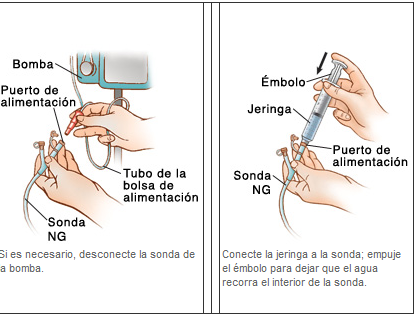 Bomba
Puerto de
alimentación
Tubo de la
bolsa de
alimentación
Sonda
NG
Si es necesario, desconecte la sonda de
la bomba.
Émbolo
Jeringa
Puerto de
alimentación
Sonda
NG
Conecte la jeringa a la sonda; empuje
el émbolo para dejar que el agua
recorra el interior de la sonda.